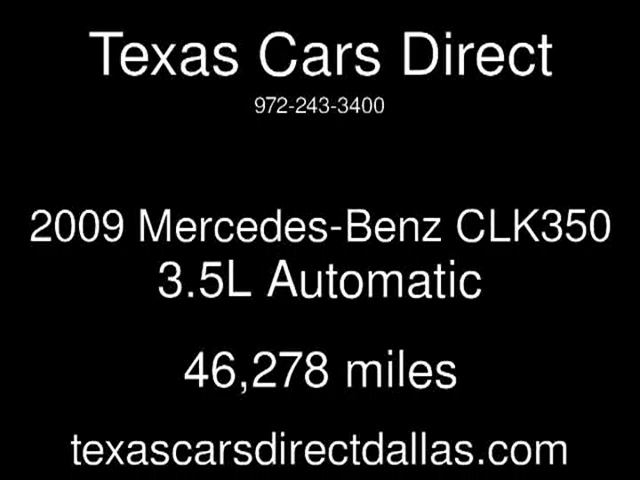 Texas Cars Direct
972-243-3400
2009 Mercedes-Benz CLK350
3.5L Automatic
46,278 miles
texascarsdirectdallas.com